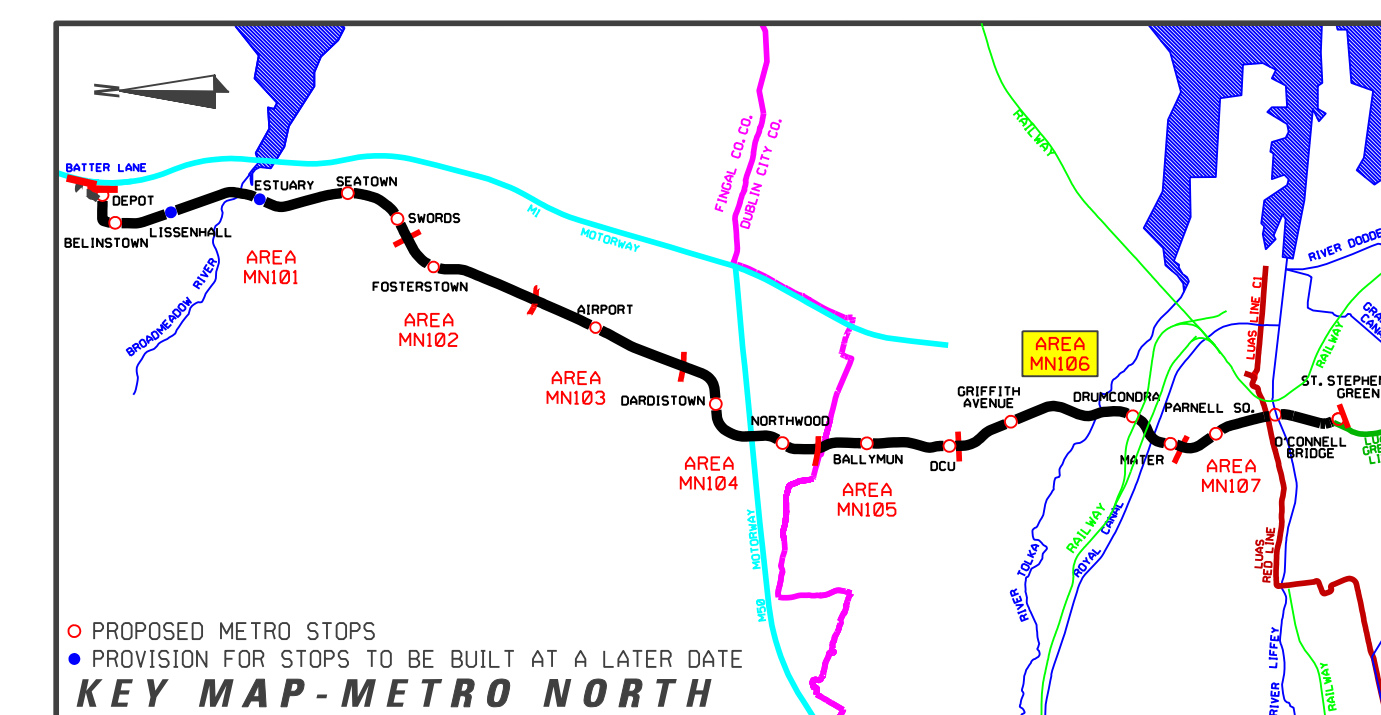 N
BATTER LANE
DEPOT
BELINSTOWN
LISSENHALL
ESTUARY
SEATOWN
SWORDS
AREA
MN101
BROADMEADOW RIVER
FOSTERSTOWN
AREA
MN102
M1
MOTORWAY
AIRPORT
AREA
MN103
FINGAL CO. CO.
DUBLIN CITY CO.
DARDISTOWN
NORTHWOOD
AREA
MN104
MOTORWAY
M50
BALLYMUN
DCU
AREA
MN105
GRIFFITH
AVENUE
AREA
MN106
RAILWAY
DRUMCONDRA
MATER
PARNELL SQ.
AREA
MN107
RAILWAY
ROYAL CANAL
RIVER TOLKA
LUAS LINE C1
RIVER DODDE
RAILWAY
ST. STEPHEN
GREEN
O'CONNELL
BRIDGE
LUAS
RED LINE
RIVER LIFFEY
RAILWAY
PROPOSED METRO STOPS
PROVISION FOR STOPS TO BE BUILT AT A LATER DATE
KEY MAP-METRO NORTH